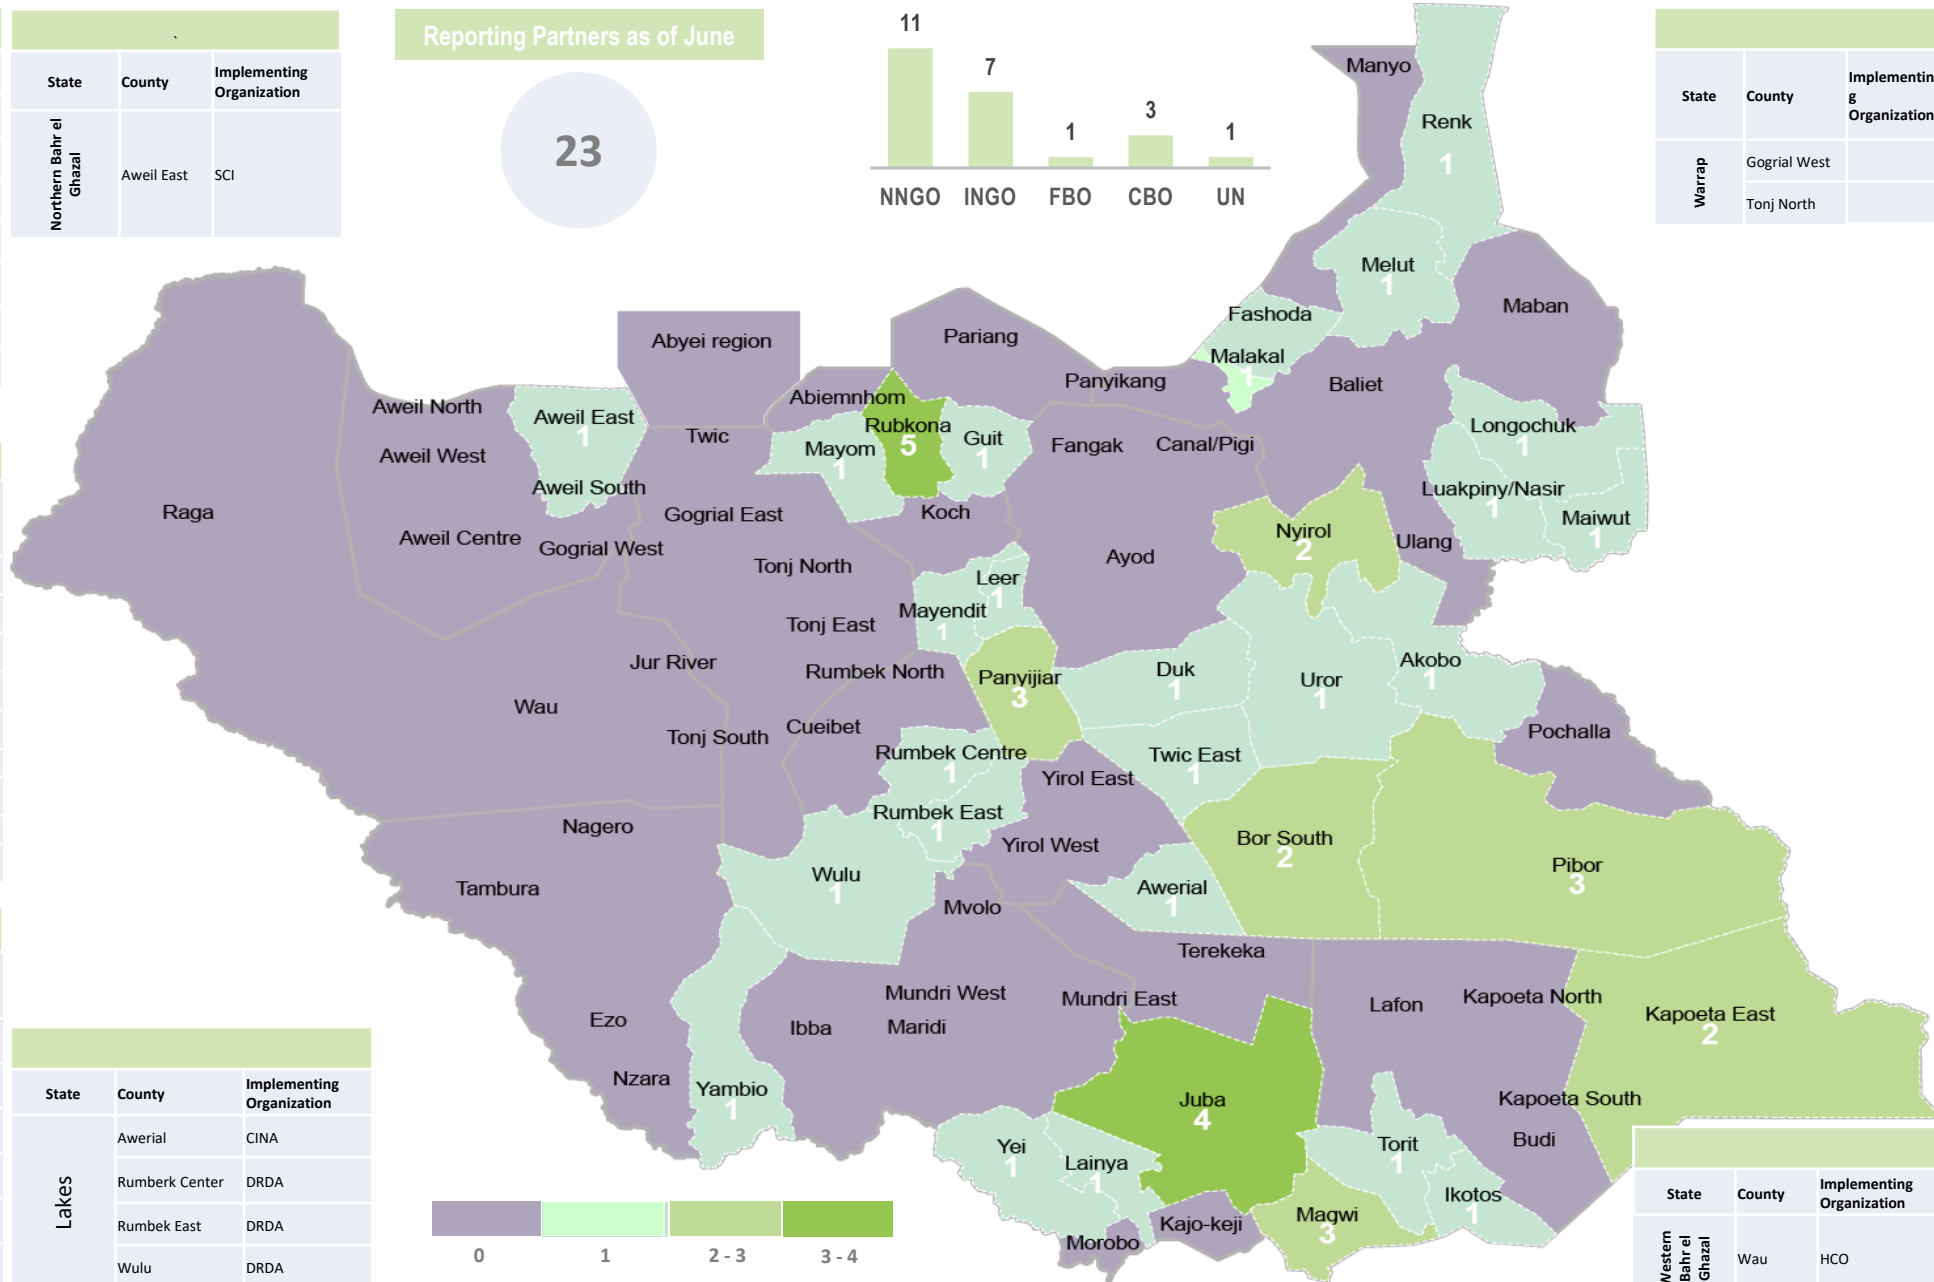 `
State County Implementing Organization
Northern Bahr el Ghazal
Aweil East SCI
Reporting Partners as of June
23
11
7
1
3
1
NNGO INGO FBO CBO UN
State County Implementin
g
Organization
Warrap
Gogrial West
Tonj North
Manyo
Renk
1
Melut
1
Maban
Fashoda
Malakal
1
Baliet
Abyei region
Pariang
Panyikang
Abiemnhom
Rubkona
5
Guit
1
Mayom
1
Aweil North
Aweil East
1
Aweil West
Aweil South
Twic
Fangak
Canal/Pigi
Longochuk
1
Luakpiny/Nasir
1
Maiwut
1
Raga
Aweil Centre
Gogrial West
Gogrial East
Koch
Nyirol
2
Ulang
Tonj North
Ayod
Leer
1
Mayendit
1
Tonj East
Jur River
Rumbek North
Panyijiar
3
Duk
1
Uror
1
Akobo
1
Wau
Tonj South
Cueibet
Rumbek Centre
1
Yirol East
Twic East
1
Pochalla
Nagero
Rumbek East
1
Yirol West
Bor South
2
Pibor
3
Tambura
Wulu
1
Mvolo
Awerial
1
Terekeka
Mundri West
Mundri East
Lafon
Kapoeta North
Kapoeta East
2
Ezo
Ibba
Maridi
Nzara
Yambio
1
Juba
4
Kapoeta South
Budi
Yei
1
Lainya
1
Torit
1
Ikotos
1
Magwi
3
Kajo-keji
Morobo
State County Implementing Organization
Lakes
Awerial CINA
Rumberk Center DRDA
Rumbek East DRDA
Wulu DRDA
0 1 2 - 3 3 - 4
State County Implementing Organization
Western Bahr el Ghazal
Wau HCO